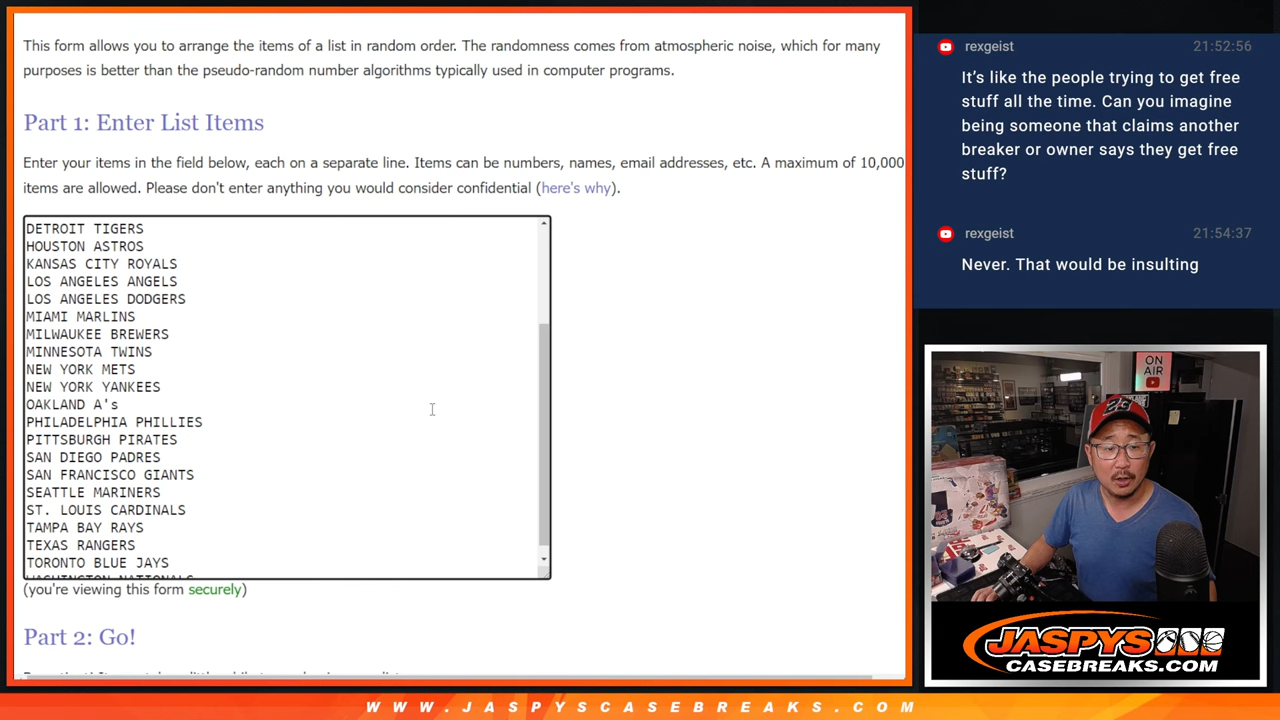 This form allows you to arrange the items of a list in random order. The randomness comes from atmospheric noise, which for many
purposes is better than the pseudo-random number algorithms typically used in computer programs.
Part 1: Enter List Items
Enter your items in the field below, each on a separate line. Items can be numbers, names, email addresses, etc. A maximum of 10,000
items are allowed. Please don't enter anything you would consider confidential (here's why).
DETROIT TIGERS
HOUSTON ASTROS
KANSAS CITY ROYALS
LOS ANGELES ANGELS
LOS ANGELES DODGERS
MIAMI MARLINS
MILWAUKEE BREWERS
MINNESOTA TWINS
NEW YORK METS
NEW YORK YANKEES
OAKLAND A's
PHILADELPHIA PHILLIES
PITTSBURGH PIRATES
SAN DIEGO PADRES
SAN FRANCISCO GIANTS
SEATTLE MARINERS
ST. LOUIS CARDINALS
TAMPA BAY RAYS
TEXAS RANGERS
TORONTO BLUE JAYS
WASHINGTON NATIONALS
(you're viewing this form securely)
Part 2: Go!
rexgeist 21:52:56
It's like the people trying to get free
stuff all the time. Can you imagine
being someone that claims another
breaker or owner says they get free
stuff?
rexgeist 21:54:37
Never. That would be insulting
ON
AIR
23
JASPYS
CASEBREAKS.COM
WWW.JASPYSCASEBREAKS.COM